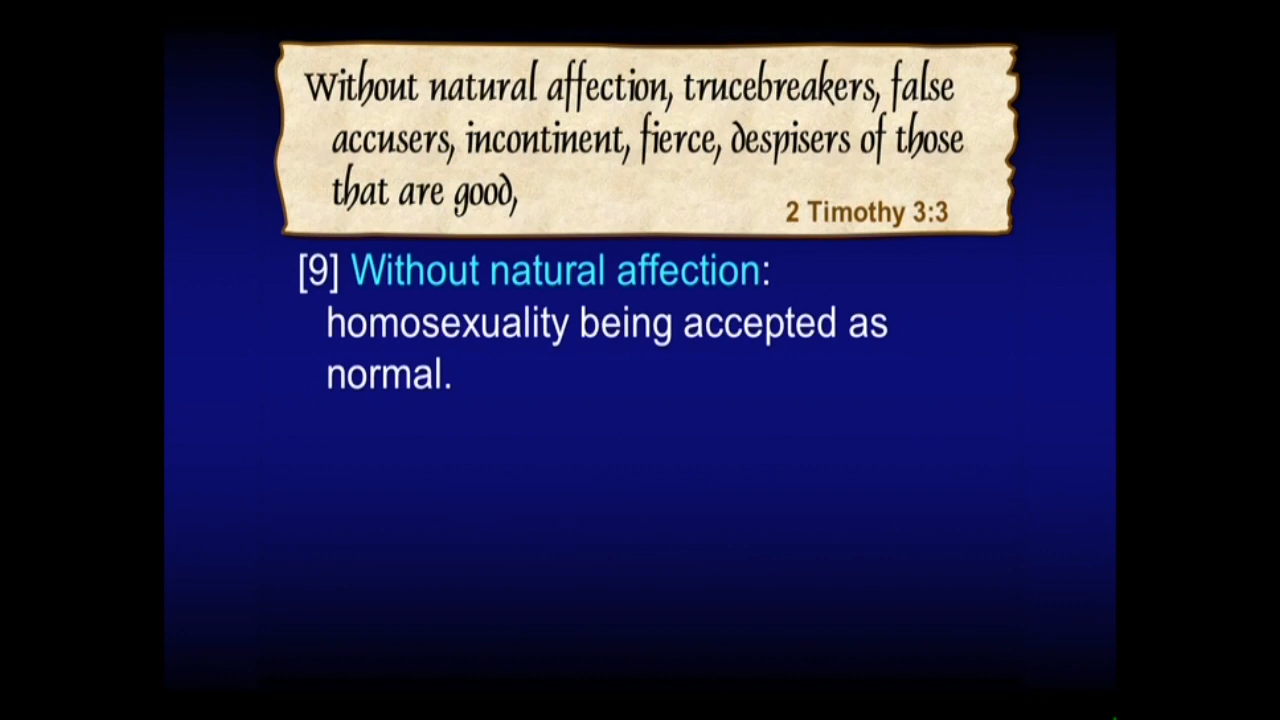 Without natural affection, trucebreakers, false
accusers, incontinent, fierce, despisers of those
that are good,
2 Timothy 3:3
[9] Without natural affection:
homosexuality being accepted as
normal.